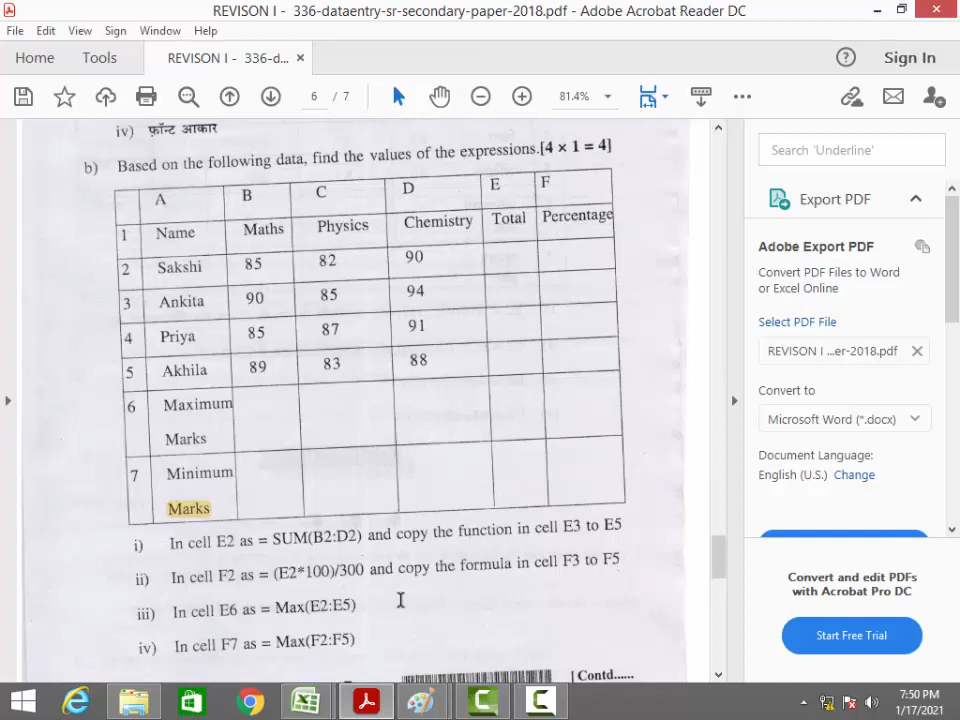 REVISON I - 336-dataentry-sr-secondary-paper-2018.pdf - Adobe Acrobat Reader DC
File Edit View Sign Window Help
Home Tools REVISON I - 336-d... × Sign In
6 / 7 81.4%
iv) फ़ॉन्ट आकार
b) Based on the following data, find the values of the expressions.[4 × 1 = 4]
A B C D E F
1 Name Maths Physics Chemistry Total Percentage
2 Sakshi 85 82 90
3 Ankita 90 85 94
4 Priya 85 87 91
5 Akhila 89 83 88
6 Maximum
Marks
7 Minimum
Marks
i) In cell E2 as = SUM(B2:D2) and copy the function in cell E3 to E5
ii) In cell F2 as = (E2*100)/300 and copy the formula in cell F3 to F5
iii) In cell E6 as = Max(E2:E5)
iv) In cell F7 as = Max(F2:F5)
[ Contd......
Search 'Underline'
Export PDF
Adobe Export PDF
Convert PDF Files to Word
or Excel Online
Select PDF File
REVISON I ...er-2018.pdf
Convert to
Microsoft Word (*.docx)
Document Language:
English (U.S.) Change
Convert and edit PDFs
with Acrobat Pro DC
Start Free Trial
7:50 PM
1/17/2021